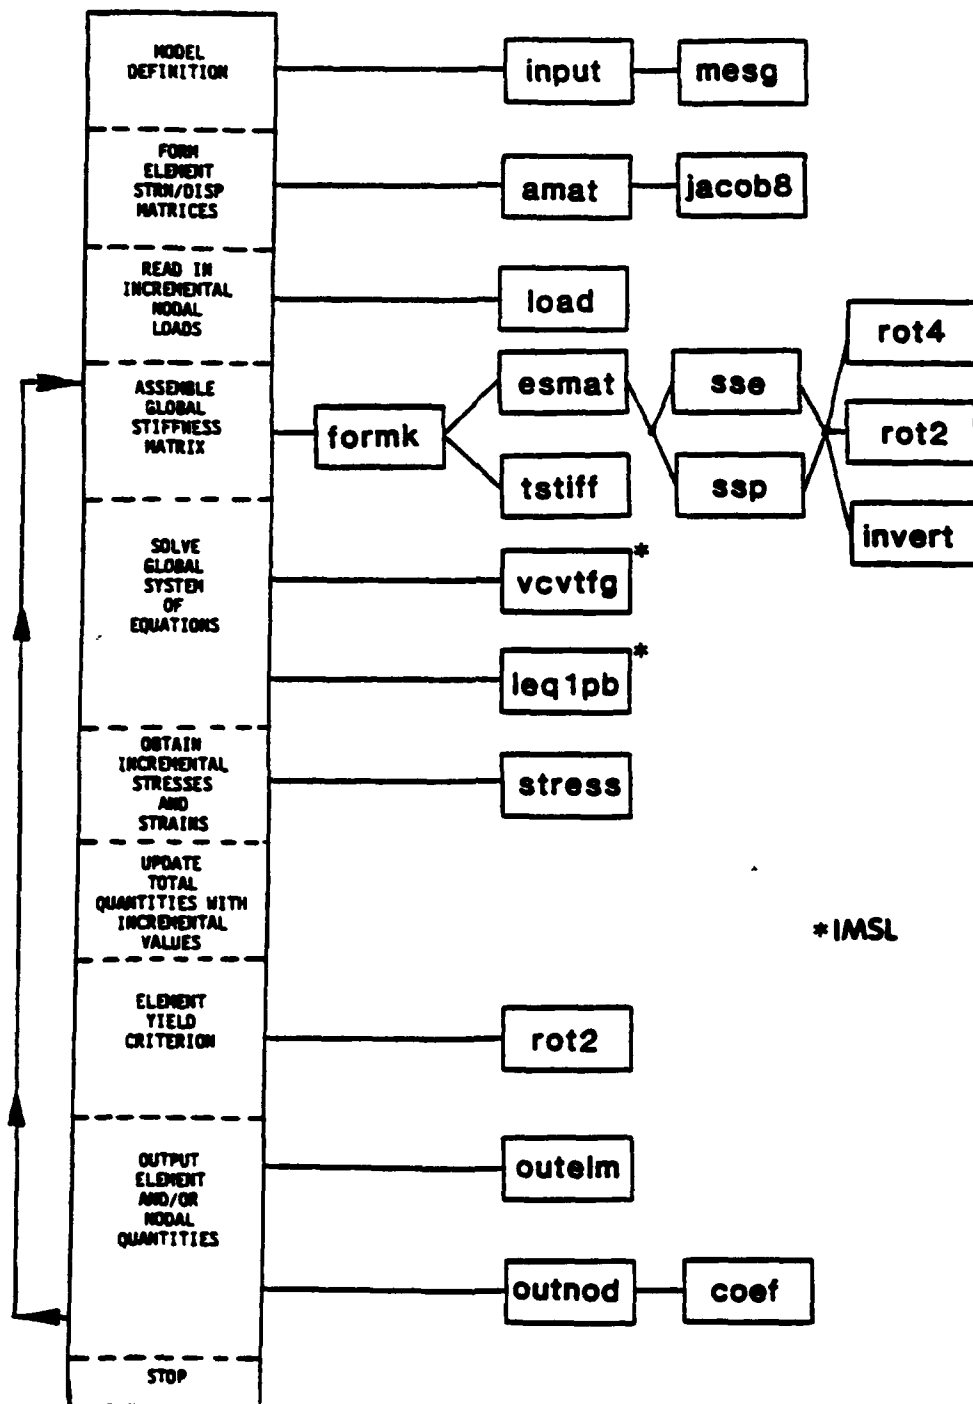 MODEL
DEFINITION
input
mesg
FORM
ELEMENT
STRN/DISP
MATRICES
amat
jacob8
READ IN
INCREMENTAL
NODAL
LOADS
load
ASSEMBLE
GLOBAL
STIFFNESS
MATRIX
formk
esmat
tstiff
sse
ssp
rot4
rot2
invert
SOLVE
GLOBAL
SYSTEM
OF
EQUATIONS
vcvtfg*
leq1pb*
OBTAIN
INCREMENTAL
STRESSES
AND
STRAINS
stress
UPDATE
TOTAL
QUANTITIES WITH
INCREMENTAL
VALUES
*IMSL
ELEMENT
YIELD
CRITERION
rot2
OUTPUT
ELEMENT
AND/OR
NODAL
QUANTITIES
outelm
outnod
coef
STOP